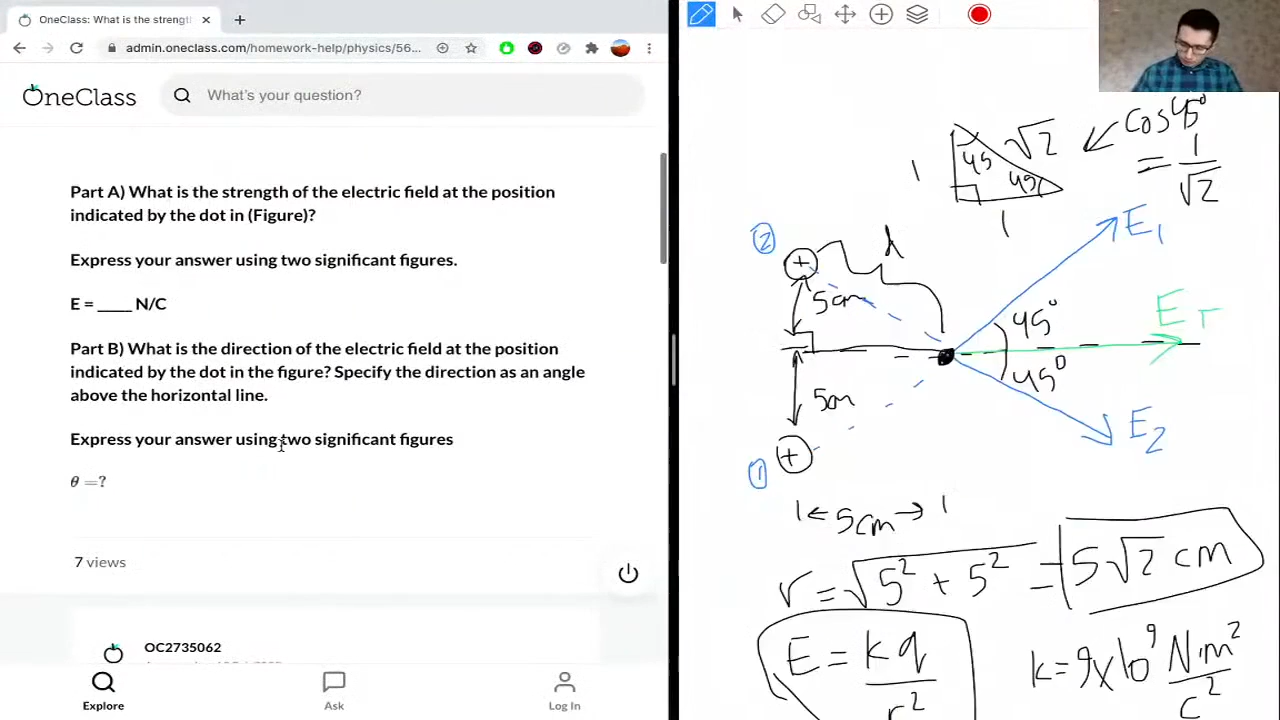 OneClass: What is the strengt
admin.oneclass.com/homework-help/physics/56...
OneClass
What's your question?
Part A) What is the strength of the electric field at the position
indicated by the dot in (Figure)?
Express your answer using two significant figures.
E = ____ N/C
Part B) What is the direction of the electric field at the position
indicated by the dot in the figure? Specify the direction as an angle
above the horizontal line.
Express your answer using two significant figures
θ =?
7 views
OC2735062
Explore
Ask
Log In
cos 45°
= 1/√2
1
45
√2
45
1
E₁
②
+
d
5cm
45°
E_T
45°
5cm
E₂
+
①
5cm
r = √5² + 5² = 5√2 cm
E = kq/r²
k = 9x10⁹ N·m²/c²